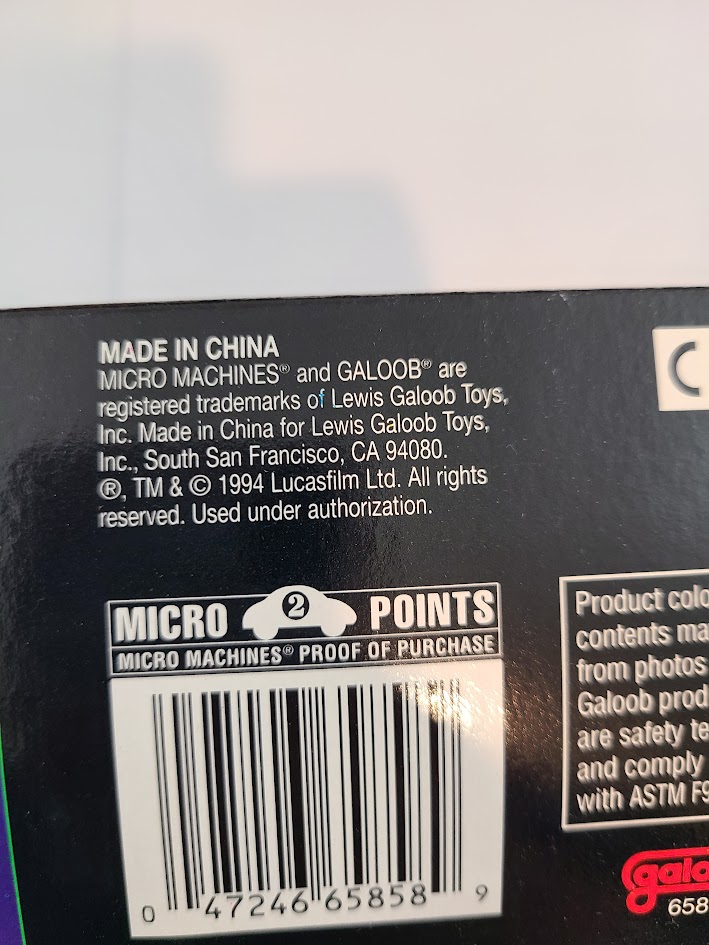 MADE IN CHINA
MICRO MACHINES® and GALOOB® are
registered trademarks of Lewis Galoob Toys,
Inc. Made in China for Lewis Galoob Toys,
Inc., South San Francisco, CA 94080.
®, TM & © 1994 Lucasfilm Ltd. All rights
reserved. Used under authorization.
MICRO 2 POINTS
MICRO MACHINES® PROOF OF PURCHASE
0 47246 65858 9
Product colo
contents ma
from photos
Galoob prod
are safety te
and comply
with ASTM F9
galo
658